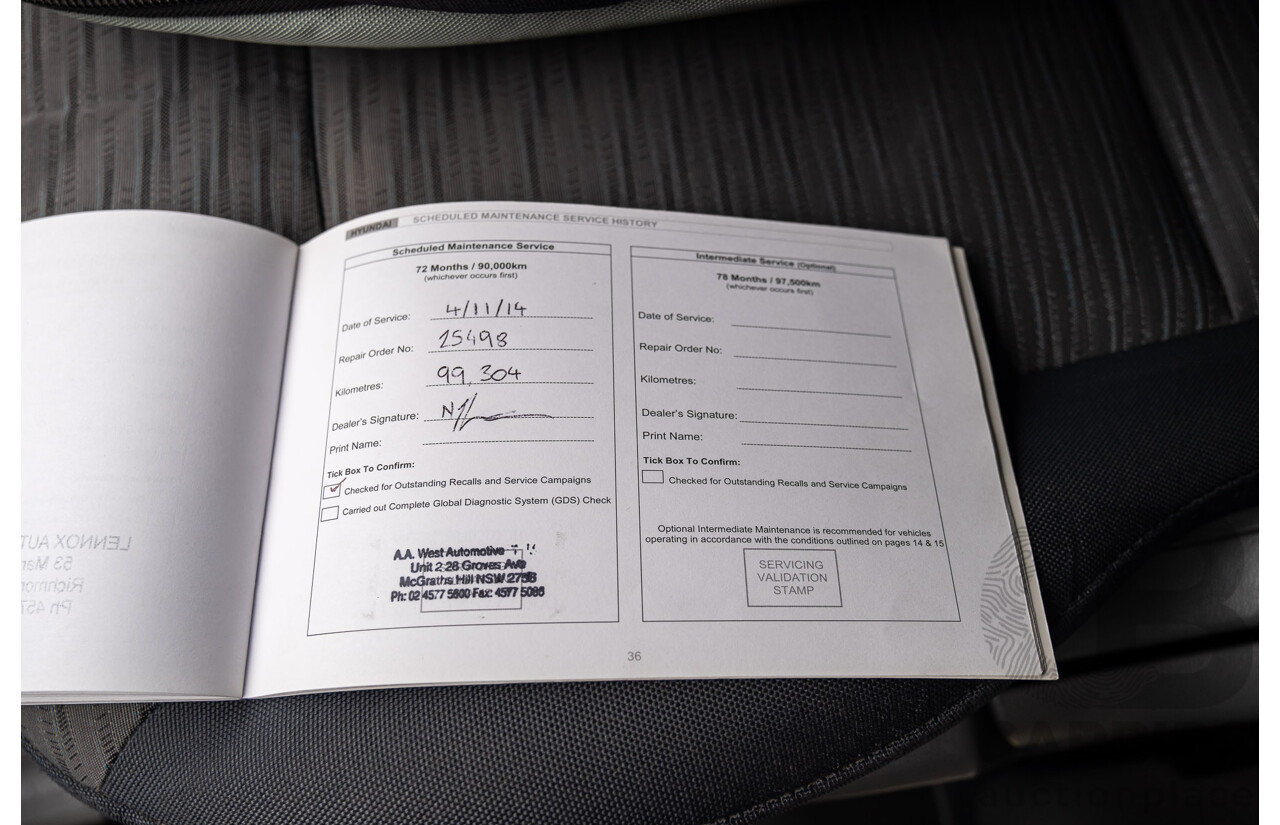 HYUNDAI SCHEDULED MAINTENANCE SERVICE HISTORY
Scheduled Maintenance Service
72 Months / 90,000km
(whichever occurs first)
Date of Service: 4/11/14
Repair Order No: 25498
Kilometres: 99,304
Dealer's Signature:
Print Name:
Tick Box To Confirm:
Checked for Outstanding Recalls and Service Campaigns
Carried out Complete Global Diagnostic System (GDS) Check
A.A. West Automotive
Unit 2-28 Groves Ave
McGraths Hill NSW 2756
Ph: 02 4577 5800 Fax: 4577 5086
Intermediate Service (Optional)
78 Months / 97,500km
(whichever occurs first)
Date of Service:
Repair Order No:
Kilometres:
Dealer's Signature:
Print Name:
Tick Box To Confirm:
Checked for Outstanding Recalls and Service Campaigns
Optional Intermediate Maintenance is recommended for vehicles
operating in accordance with the conditions outlined on pages 14 & 15
SERVICING
VALIDATION
STAMP
36
LENNOX AUT
53 Mar
Richmon
Ph 457